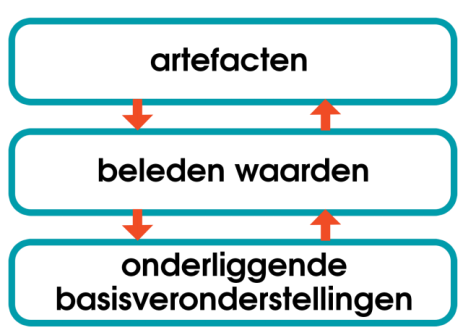 artefacten
beleden waarden
onderliggende
basisveronderstellingen